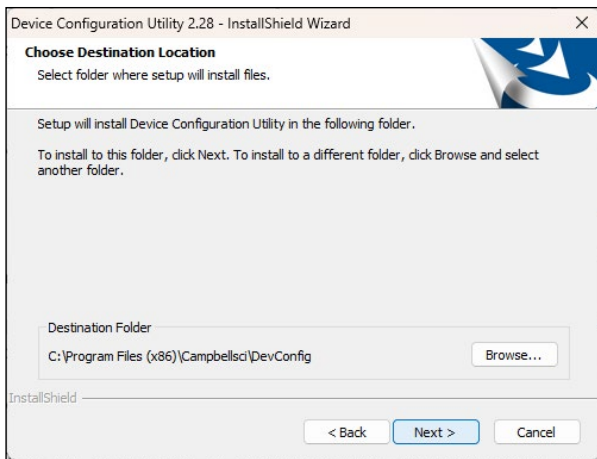 Device Configuration Utility 2.28 - InstallShield Wizard
Choose Destination Location
Select folder where setup will install files.
Setup will install Device Configuration Utility in the following folder.
To install to this folder, click Next. To install to a different folder, click Browse and select
another folder.
Destination Folder
C:\Program Files (x86)\Campbellsci\DevConfig
Browse...
InstallShield
< Back
Next >
Cancel